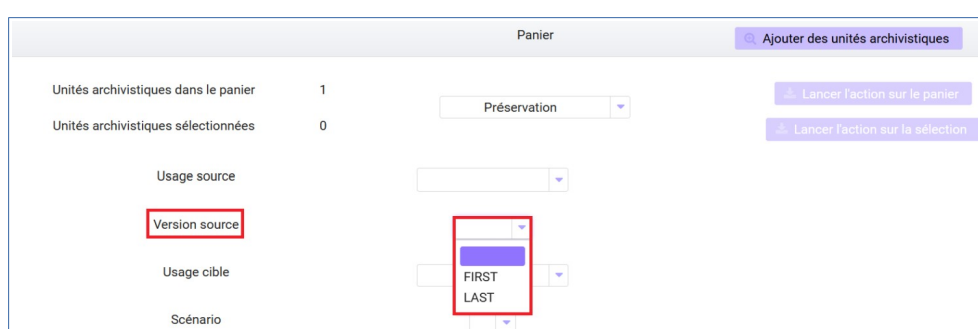 Panier
Ajouter des unités archivistiques
Unités archivistiques dans le panier 1
Préservation
Lancer l'action sur le panier
Unités archivistiques sélectionnées 0
Lancer l'action sur la sélection
Usage source
Version source
Usage cible
FIRST
LAST
Scénario